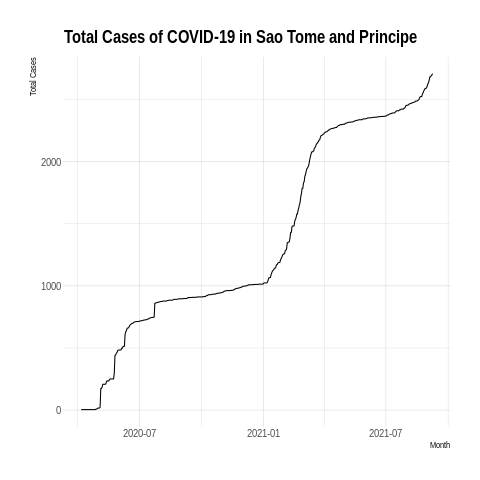 Total Cases of COVID-19 in Sao Tome and Principe
Total Cases
2000
1000
0
2020-07
2021-01
2021-07
Month